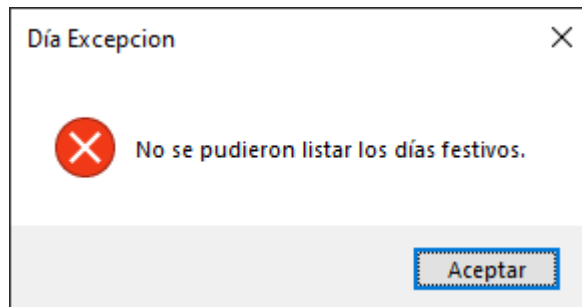 Día Excepcion
No se pudieron listar los días festivos.
Aceptar